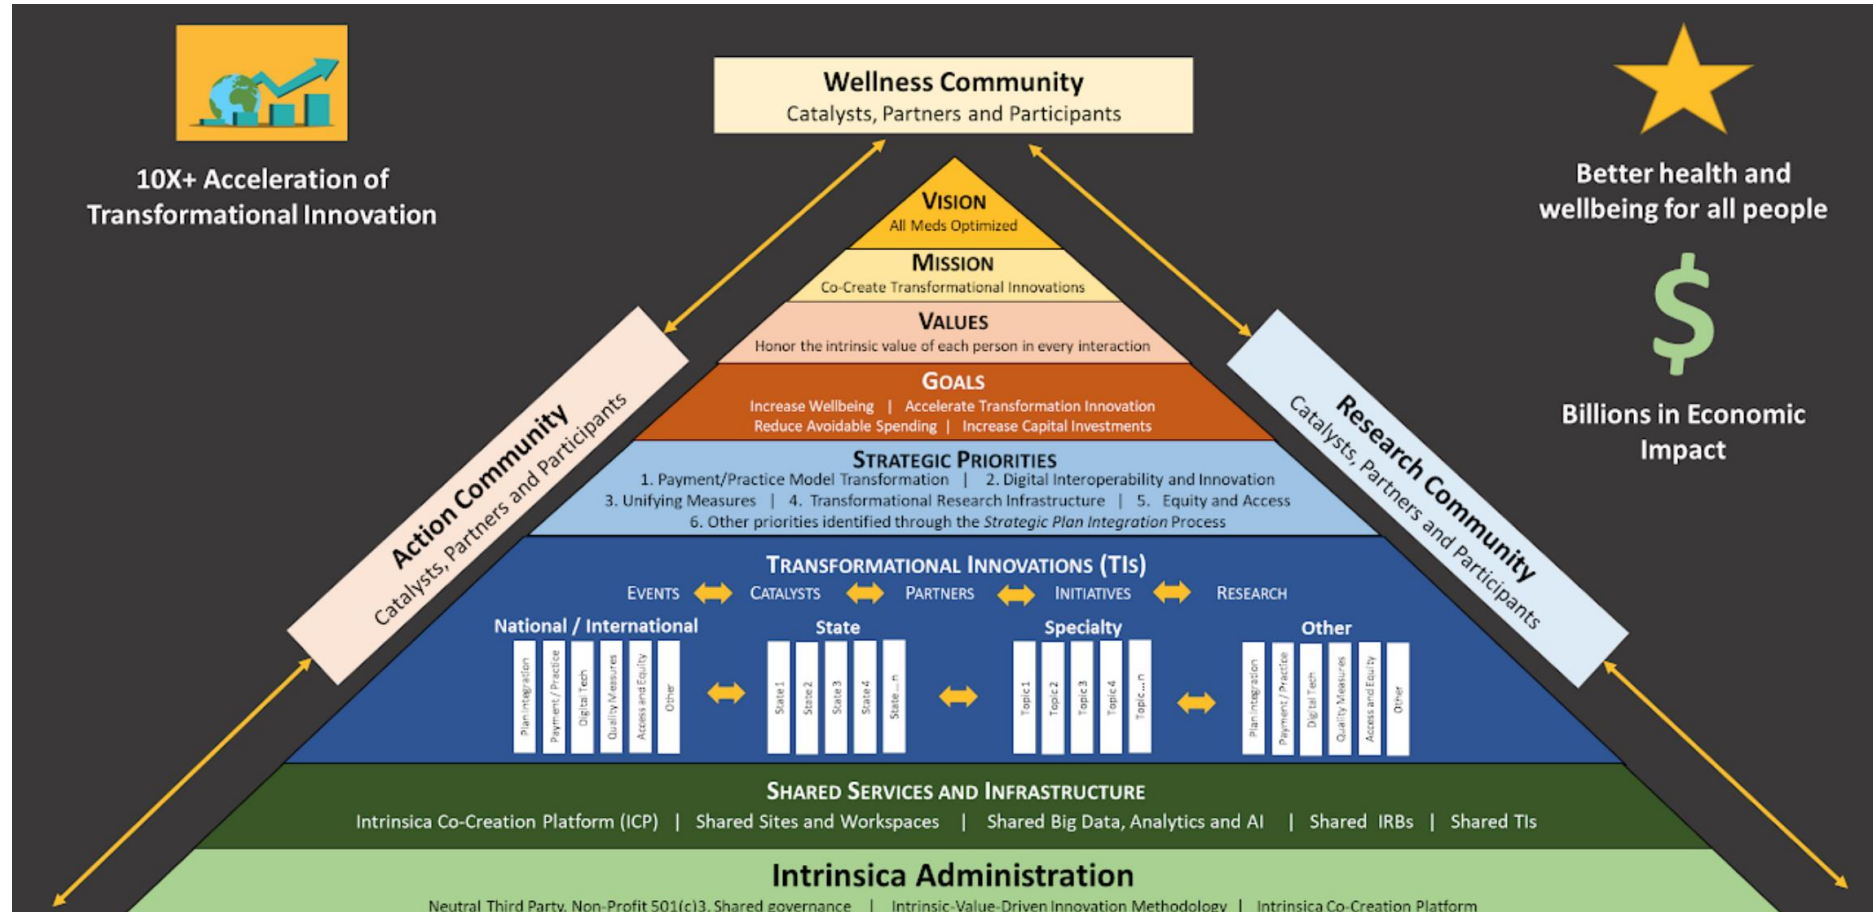 10X+ Acceleration of
Transformational Innovation
Wellness Community
Catalysts, Partners and Participants
Better health and
wellbeing for all people
$
Billions in Economic
Impact
Action Community
Catalysts, Partners and Participants
Research Community
Catalysts, Partners and Participants
VISION
All Meds Optimized
MISSION
Co-Create Transformational Innovations
VALUES
Honor the intrinsic value of each person in every interaction
GOALS
Increase Wellbeing | Accelerate Transformation Innovation
Reduce Avoidable Spending | Increase Capital Investments
STRATEGIC PRIORITIES
1. Payment/Practice Model Transformation | 2. Digital Interoperability and Innovation
3. Unifying Measures | 4. Transformational Research Infrastructure | 5. Equity and Access
6. Other priorities identified through the Strategic Plan Integration Process
TRANSFORMATIONAL INNOVATIONS (TIS)
EVENTS CATALYSTS PARTNERS INITIATIVES RESEARCH
National / International
Plan Integration
Payment / Practice
Digital Tech
Quality Measures
Access and Equity
Other
State
State 1
State 2
State 3
State 4
State....n
Specialty
Topic 1
Topic 2
Topic 3
Topic 4
Topic ...n
Other
Plan Integration
Payment / Practice
Digital Tech
Quality Measures
Access and Equity
Other
SHARED SERVICES AND INFRASTRUCTURE
Intrinsica Co-Creation Platform (ICP) | Shared Sites and Workspaces | Shared Big Data, Analytics and AI | Shared IRBs | Shared TIs
Intrinsica Administration
Neutral Third Party, Non-Profit 501(c)3, Shared governance | Intrinsic-Value-Driven Innovation Methodology | Intrinsica Co-Creation Platform